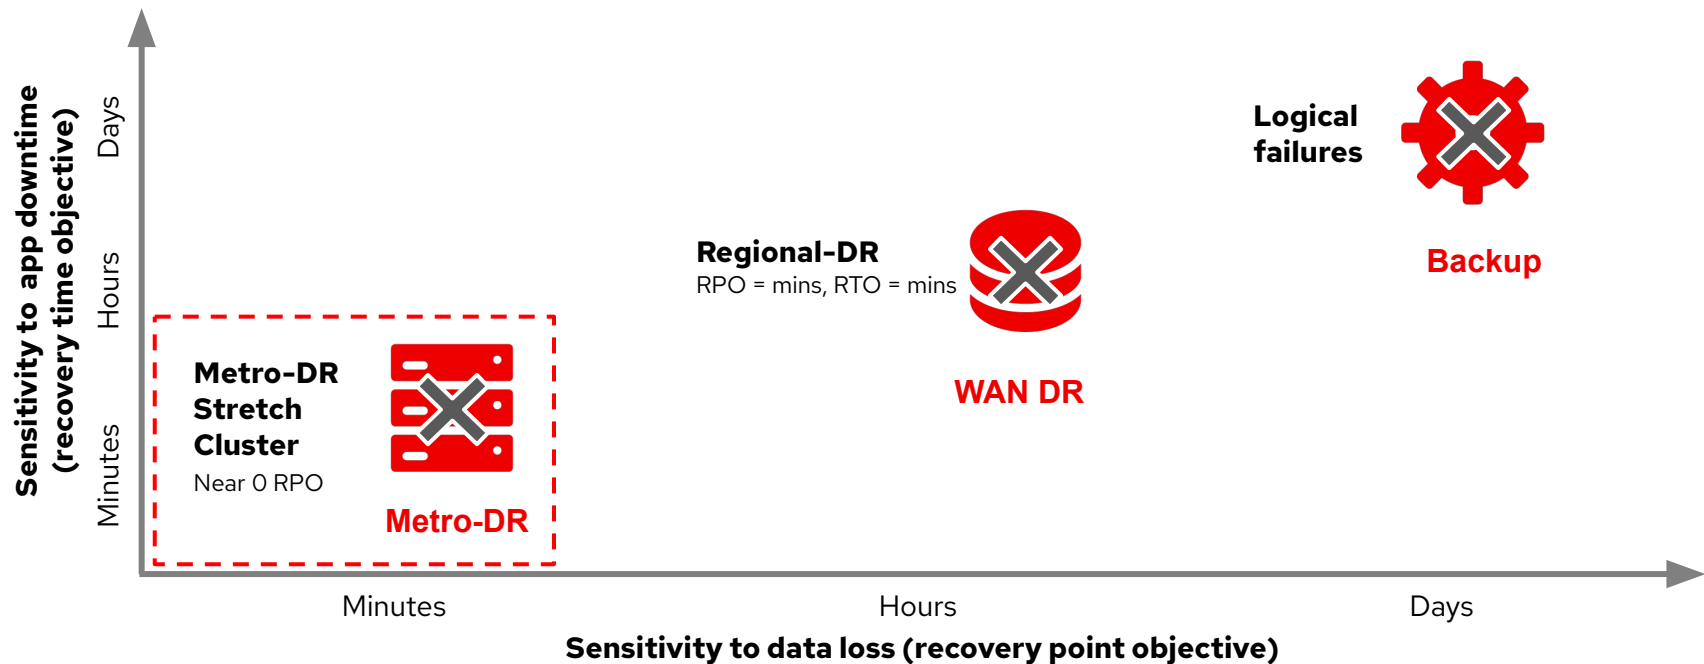 Sensitivity to app downtime
(recovery time objective)
Days
Hours
Minutes
Logical
failures
Backup
Regional-DR
RPO = mins, RTO = mins
WAN DR
Metro-DR
Stretch
Cluster
Near 0 RPO
Metro-DR
Minutes
Hours
Days
Sensitivity to data loss (recovery point objective)